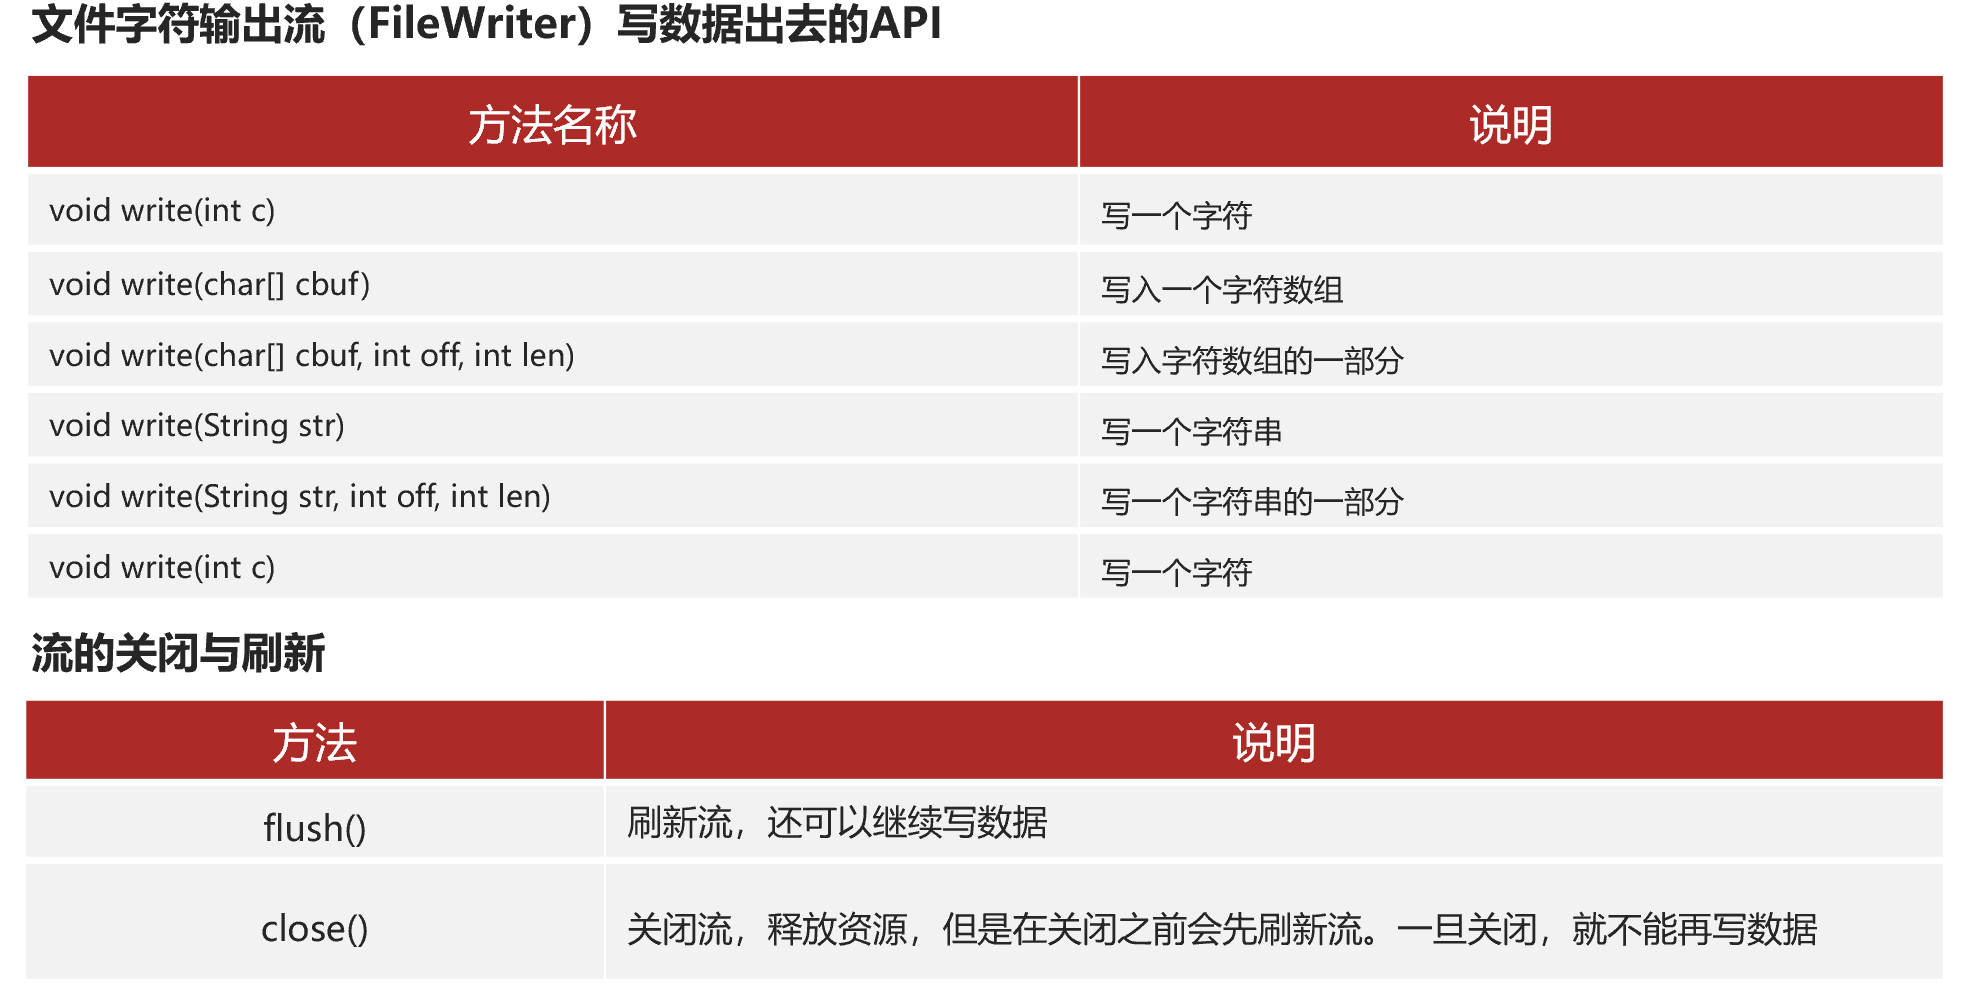 文件字符输出流（FileWriter）写数据出去的API
方法名称 说明
void write(int c) 写一个字符
void write(char[] cbuf) 写入一个字符数组
void write(char[] cbuf, int off, int len) 写入字符数组的一部分
void write(String str) 写一个字符串
void write(String str, int off, int len) 写一个字符串的一部分
void write(int c) 写一个字符
流的关闭与刷新
方法 说明
flush() 刷新流，还可以继续写数据
close() 关闭流，释放资源，但是在关闭之前会先刷新流。一旦关闭，就不能再写数据